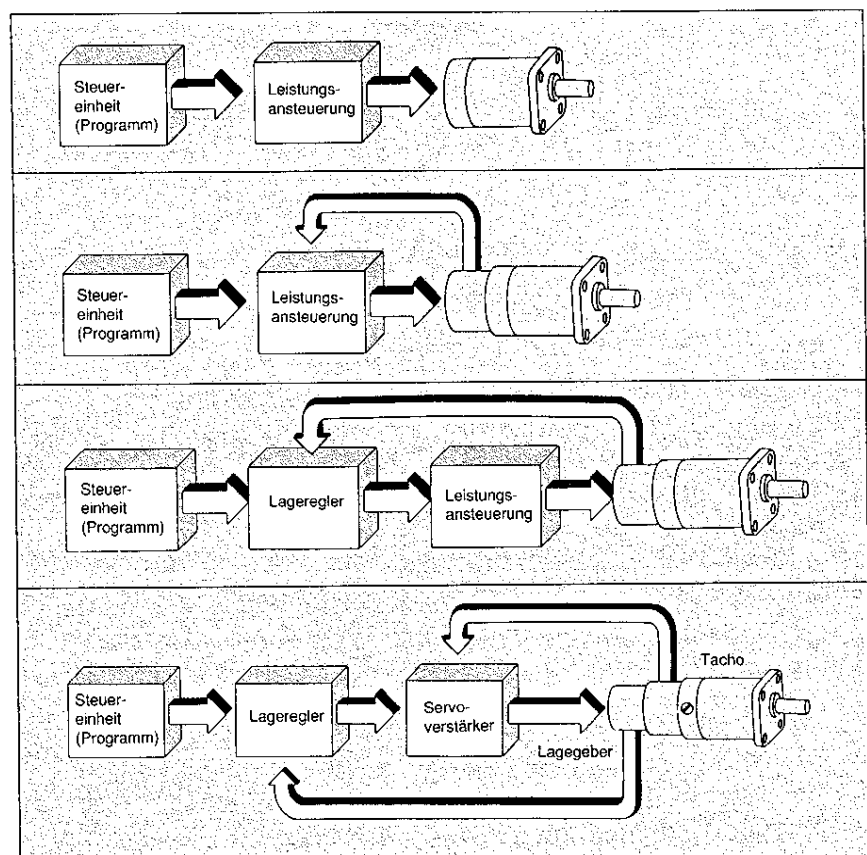 Steuer-
einheit
(Programm)
Leistungs-
ansteuerung
Steuer-
einheit
(Programm)
Leistungs-
ansteuerung
Steuer-
einheit
(Programm)
Lageregler
Leistungs-
ansteuerung
Steuer-
einheit
(Programm)
Lageregler
Servo-
verstärker
Tacho
Lagegeber